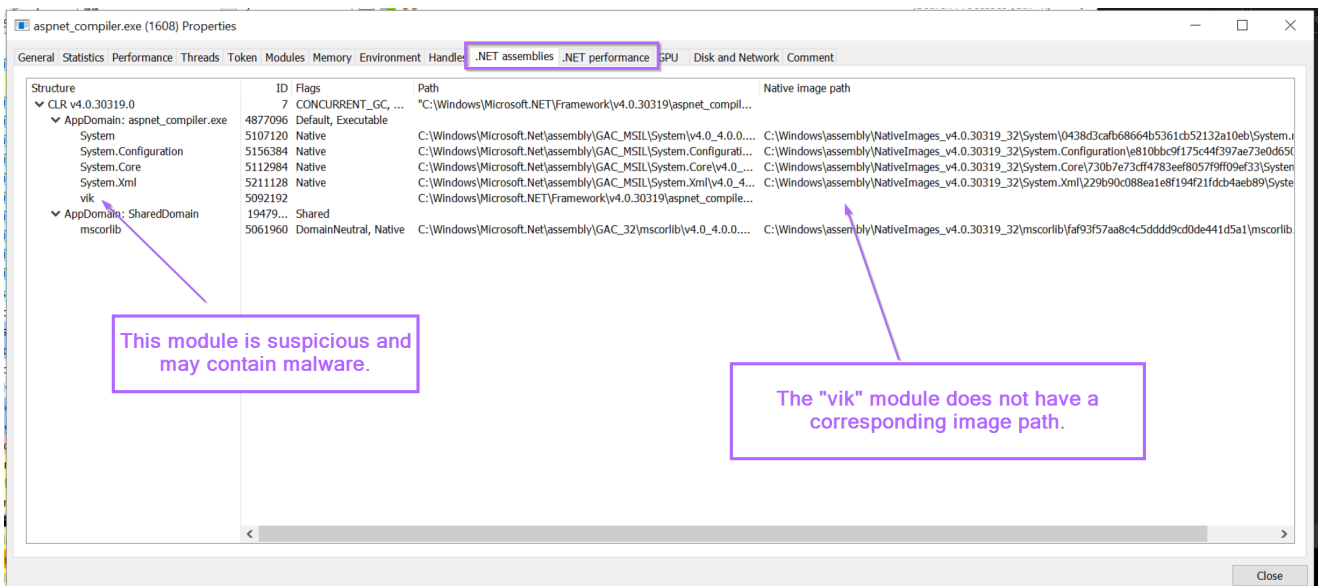 aspnet_compiler.exe (1608) Properties
General Statistics Performance Threads Token Modules Memory Environment Handles .NET assemblies .NET performance GPU Disk and Network Comment
Structure ID Flags Path Native image path
CLR v4.0.30319.0 7 CONCURRENT_GC, ... "C:\Windows\Microsoft.NET\Framework\v4.0.30319\aspnet_compil...
AppDomain: aspnet_compiler.exe 4877096 Default, Executable
System 5107120 Native C:\Windows\Microsoft.Net\assembly\GAC_MSIL\System\v4.0_4.0.0.... C:\Windows\assembly\NativeImages_v4.0.30319_32\System\0438d3cafb68664b5361cb52132a10eb\System.r
System.Configuration 5156384 Native C:\Windows\Microsoft.Net\assembly\GAC_MSIL\System.Configurati... C:\Windows\assembly\NativeImages_v4.0.30319_32\System.Configuration\e810bbc9f175c44f397ae73e0d650
System.Core 5112984 Native C:\Windows\Microsoft.Net\assembly\GAC_MSIL\System.Core\v4.0_... C:\Windows\assembly\NativeImages_v4.0.30319_32\System.Core\730b7e73cff4783eef8057f9ff09ef33\System
System.Xml 5211128 Native C:\Windows\Microsoft.Net\assembly\GAC_MSIL\System.Xml\v4.0_4... C:\Windows\assembly\NativeImages_v4.0.30319_32\System.Xml\229b90c088ea1e8f194f21fdcb4aeb89\Syste
vik 5092192 C:\Windows\Microsoft.NET\Framework\v4.0.30319\aspnet_compile...
AppDomain: SharedDomain 19479... Shared
mscorlib 5061960 DomainNeutral, Native C:\Windows\Microsoft.Net\assembly\GAC_32\mscorlib\v4.0_4.0.0.... C:\Windows\assembly\NativeImages_v4.0.30319_32\mscorlib\faf93f57aa8c4c5dddd9cd0de441d5a1\mscorlib.
This module is suspicious and
may contain malware.
The "vik" module does not have a
corresponding image path.
Close